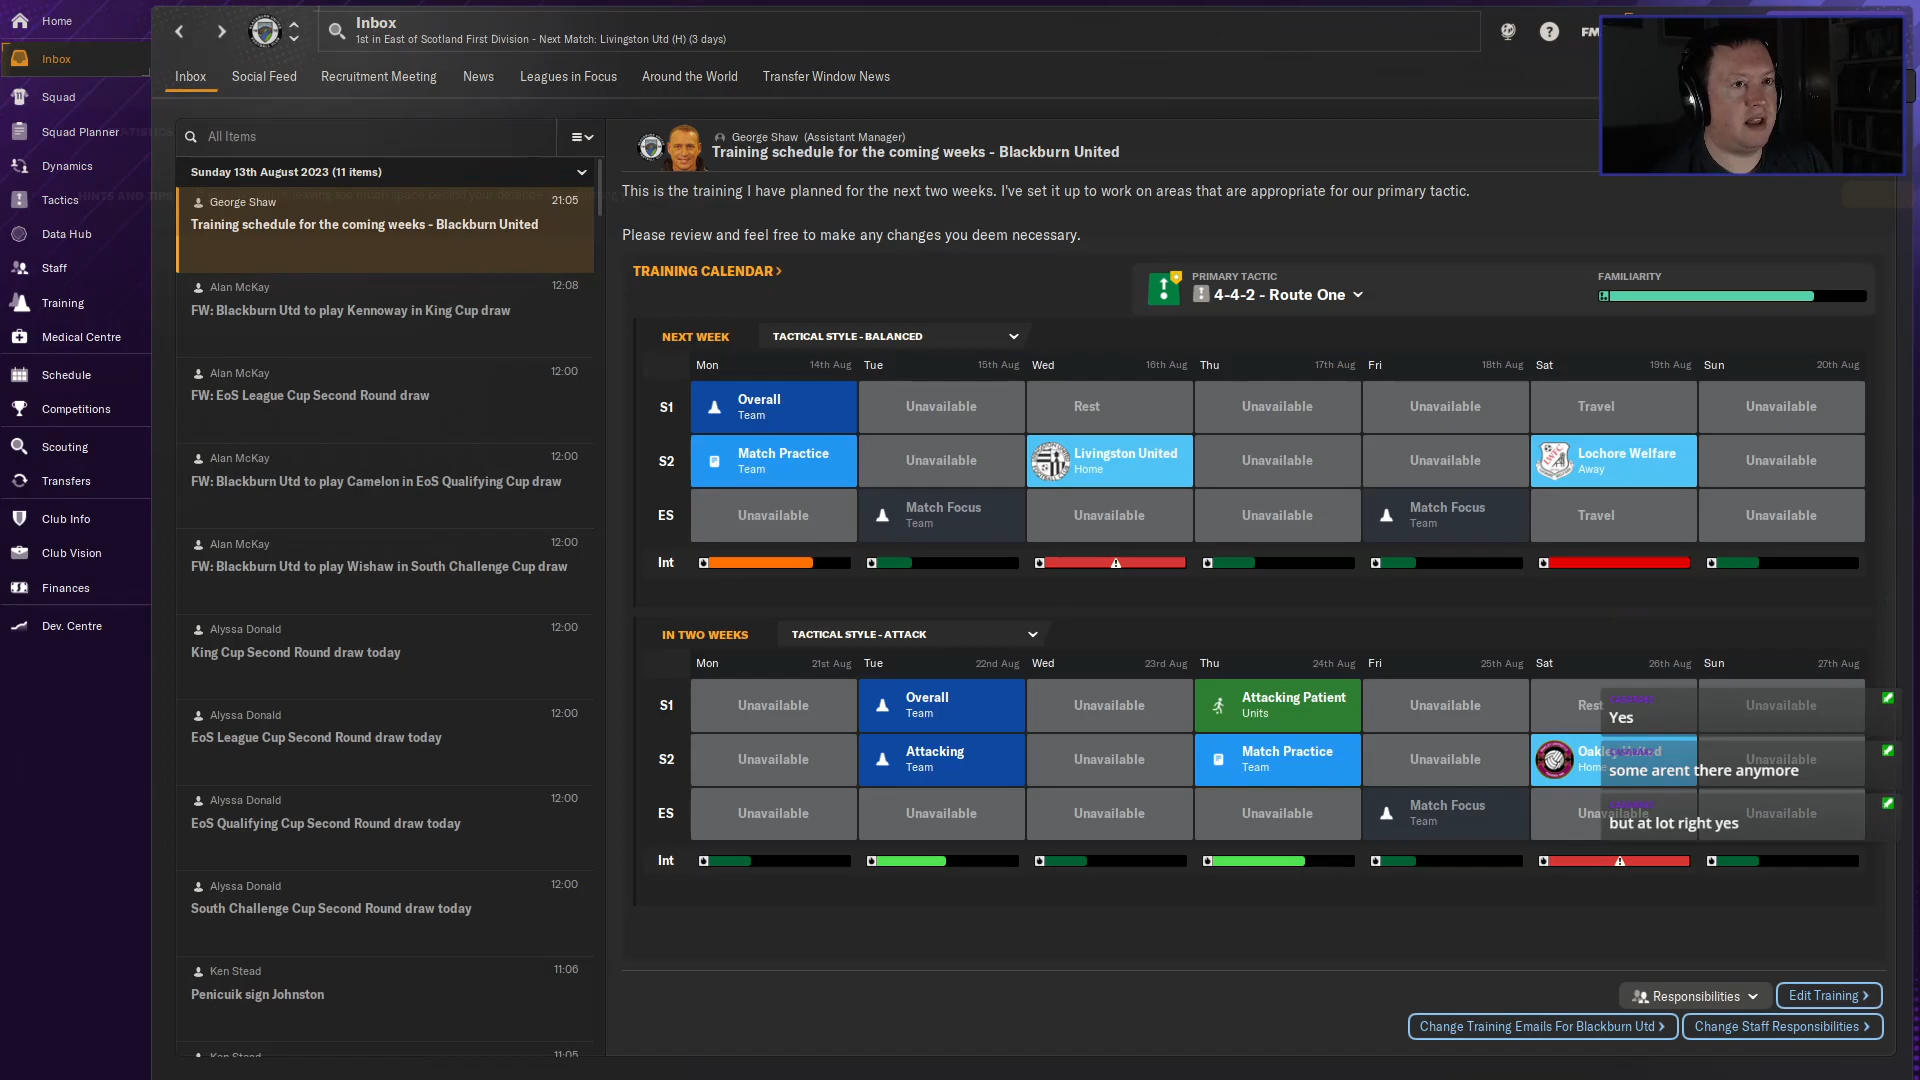 Home
Inbox
Squad
Squad Planner
Dynamics
Tactics
Data Hub
Staff
Training
Medical Centre
Schedule
Competitions
Scouting
Transfers
Club Info
Club Vision
Finances
Dev. Centre
Inbox
1st in East of Scotland First Division - Next Match: Livingston Utd (H) (3 days)
FM
Inbox Social Feed Recruitment Meeting News Leagues in Focus Around the World Transfer Window News
All Items
Sunday 13th August 2023 (11 items)
George Shaw 21:05
Training schedule for the coming weeks - Blackburn United
Alan McKay 12:08
FW: Blackburn Utd to play Kennoway in King Cup draw
Alan McKay 12:00
FW: EoS League Cup Second Round draw
Alan McKay 12:00
FW: Blackburn Utd to play Camelon in EoS Qualifying Cup draw
Alan McKay 12:00
FW: Blackburn Utd to play Wishaw in South Challenge Cup draw
Alyssa Donald 12:00
King Cup Second Round draw today
Alyssa Donald 12:00
EoS League Cup Second Round draw today
Alyssa Donald 12:00
EoS Qualifying Cup Second Round draw today
Alyssa Donald 12:00
South Challenge Cup Second Round draw today
Ken Stead 11:06
Penicuik sign Johnston
Ken Stead 11:05
George Shaw (Assistant Manager)
Training schedule for the coming weeks - Blackburn United
This is the training I have planned for the next two weeks. I've set it up to work on areas that are appropriate for our primary tactic.
Please review and feel free to make any changes you deem necessary.
TRAINING CALENDAR >
PRIMARY TACTIC
4-4-2 - Route One
FAMILIARITY
NEXT WEEK TACTICAL STYLE - BALANCED
Mon 14th Aug Tue 15th Aug Wed 16th Aug Thu 17th Aug Fri 18th Aug Sat 19th Aug Sun 20th Aug
S1 Overall Team Unavailable Rest Unavailable Unavailable Travel Unavailable
S2 Match Practice Team Unavailable Livingston United Home Unavailable Unavailable Lochore Welfare Away Unavailable
ES Unavailable Match Focus Team Unavailable Unavailable Match Focus Team Travel Unavailable
Int
IN TWO WEEKS TACTICAL STYLE - ATTACK
Mon 21st Aug Tue 22nd Aug Wed 23rd Aug Thu 24th Aug Fri 25th Aug Sat 26th Aug Sun 27th Aug
S1 Unavailable Overall Team Unavailable Attacking Patient Units Unavailable Rest Unavailable
S2 Unavailable Attacking Team Unavailable Match Practice Team Unavailable Home Unavailable
ES Unavailable Unavailable Unavailable Unavailable Match Focus Team Unavailable Unavailable
Int
Yes
some arent there anymore
but at lot right yes
Responsibilities Edit Training >
Change Training Emails For Blackburn Utd > Change Staff Responsibilities >